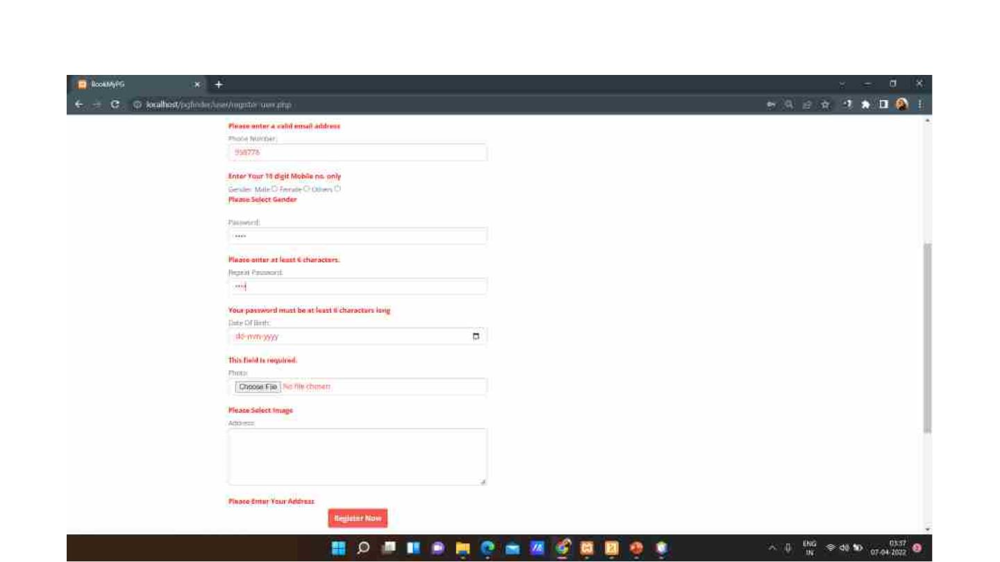 BookMyPG
localhost/pgfinder/user/register-user.php
Please enter a valid email address
Phone Number:
958778
Enter Your 10 digit Mobile no. only
Gender: Male Female Others
Please Select Gender
Password:
••••
Please enter at least 6 characters.
Repeat Password:
••••
Your password must be at least 6 characters long
Date Of Birth:
dd-mm-yyyy
This field is required.
Photo:
Choose File No file chosen
Please Select Image
Address:
Please Enter Your Address
Register Now
ENG
IN
03:37
07-04-2022